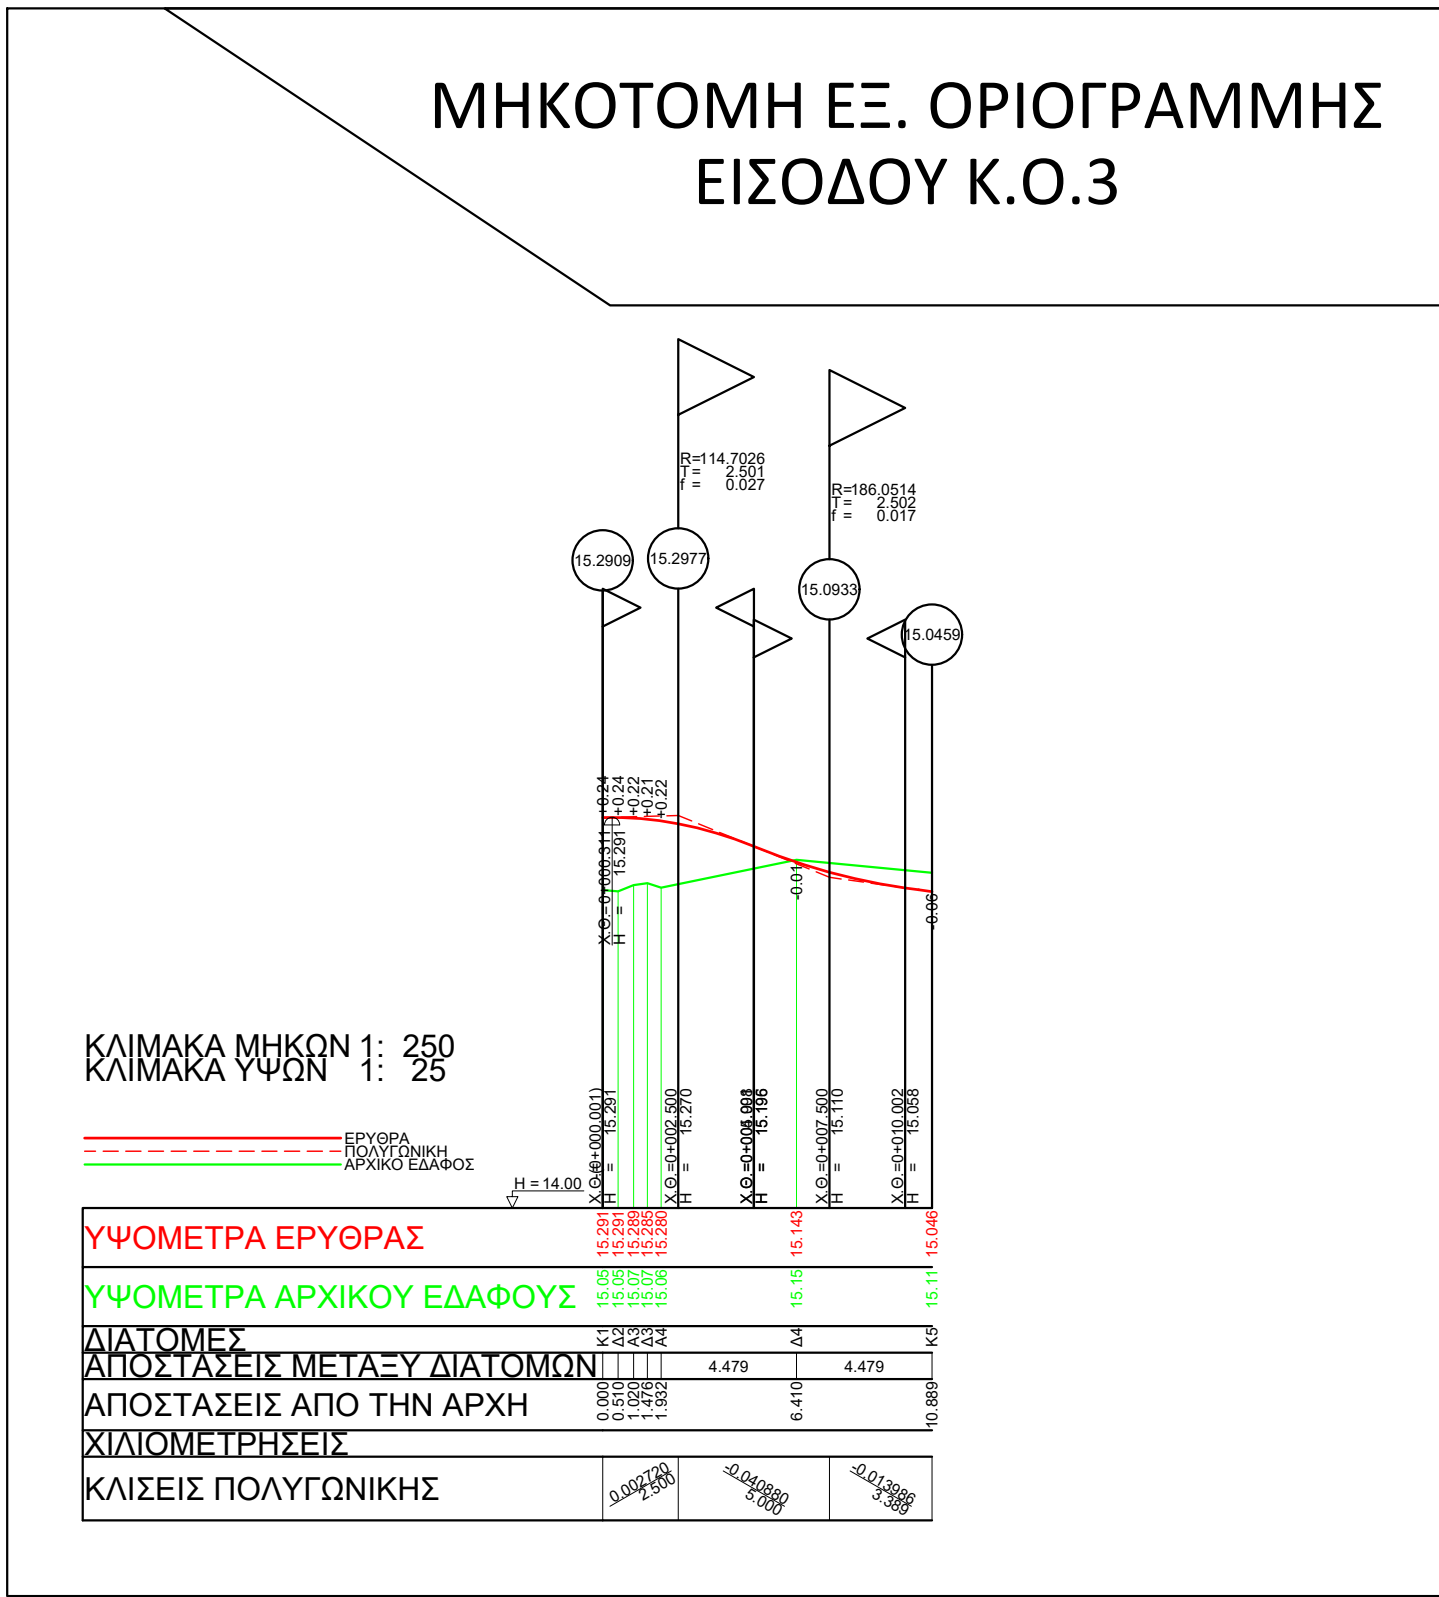 ΜΗΚΟΤΟΜΗ ΕΞ. ΟΡΙΟΓΡΑΜΜΗΣ
ΕΙΣΟΔΟΥ Κ.Ο.3
R=114.7026
T= 2.501
f = 0.027
R=186.0514
T= 2.502
f = 0.017
15.2909
15.2977
15.0933
15.0459
+0.24
+0.24
+0.22
+0.21
+0.22
-0.01
-0.06
Χ.Θ.=0+000.311
H = 15.291
ΚΛΙΜΑΚΑ ΜΗΚΩΝ 1: 250
ΚΛΙΜΑΚΑ ΥΨΩΝ 1: 25
ΕΡΥΘΡΑ
ΠΟΛΥΓΩΝΙΚΗ
ΑΡΧΙΚΟ ΕΔΑΦΟΣ
H = 14.00
H = 15.291
Χ.Θ.=0+002.500
H = 15.270
H = 15.196
Χ.Θ.=0+007.500
H = 15.110
Χ.Θ.=0+010.002
H = 15.058
ΥΨΟΜΕΤΡΑ ΕΡΥΘΡΑΣ 15.291 15.291 15.289 15.285 15.280 15.143 15.046
ΥΨΟΜΕΤΡΑ ΑΡΧΙΚΟΥ ΕΔΑΦΟΥΣ 15.05 15.05 15.07 15.07 15.06 15.15 15.11
ΔΙΑΤΟΜΕΣ Κ1 Δ2 Α3 Δ3 Α4 Δ4 Κ5
ΑΠΟΣΤΑΣΕΙΣ ΜΕΤΑΞΥ ΔΙΑΤΟΜΩΝ 4.479 4.479
ΑΠΟΣΤΑΣΕΙΣ ΑΠΟ ΤΗΝ ΑΡΧΗ 0.000 0.510 1.020 1.476 1.932 6.410 10.889
ΧΙΛΙΟΜΕΤΡΗΣΕΙΣ
ΚΛΙΣΕΙΣ ΠΟΛΥΓΩΝΙΚΗΣ 0.002720 2.500 -0.040880 5.000 -0.013986 3.389